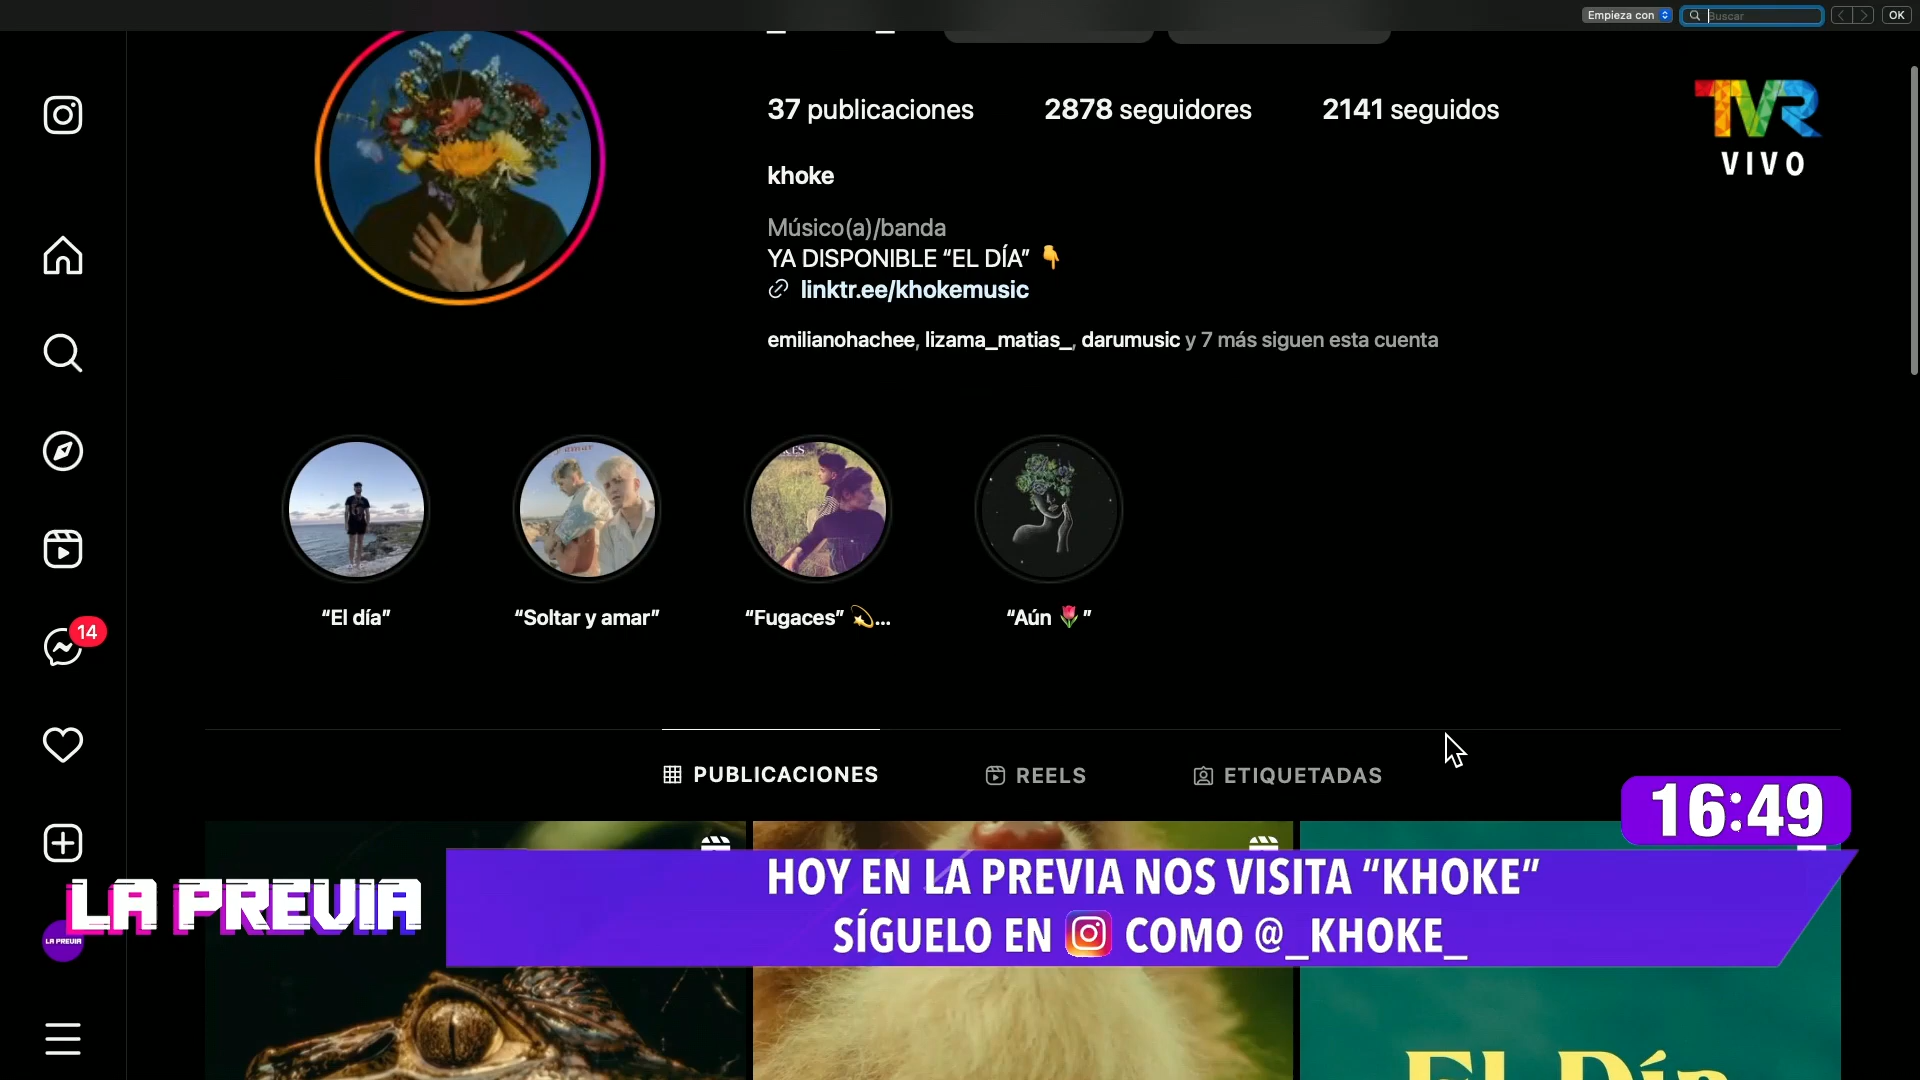 Empieza con
Buscar
OK
37 publicaciones
2878 seguidores
2141 seguidos
TVR
VIVO
khoke
Músico(a)/banda
YA DISPONIBLE “EL DÍA” 👇
linktr.ee/khokemusic
emilianohachee, lizama_matias_, darumusic y 7 más siguen esta cuenta
“El día”
“Soltar y amar”
“Fugaces” 💫...
“Aún 🌷”
14
PUBLICACIONES
REELS
ETIQUETADAS
16:49
LA PREVIA
LA PREVIA
HOY EN LA PREVIA NOS VISITA “KHOKE”
SÍGUELO EN COMO @_KHOKE_
El Día